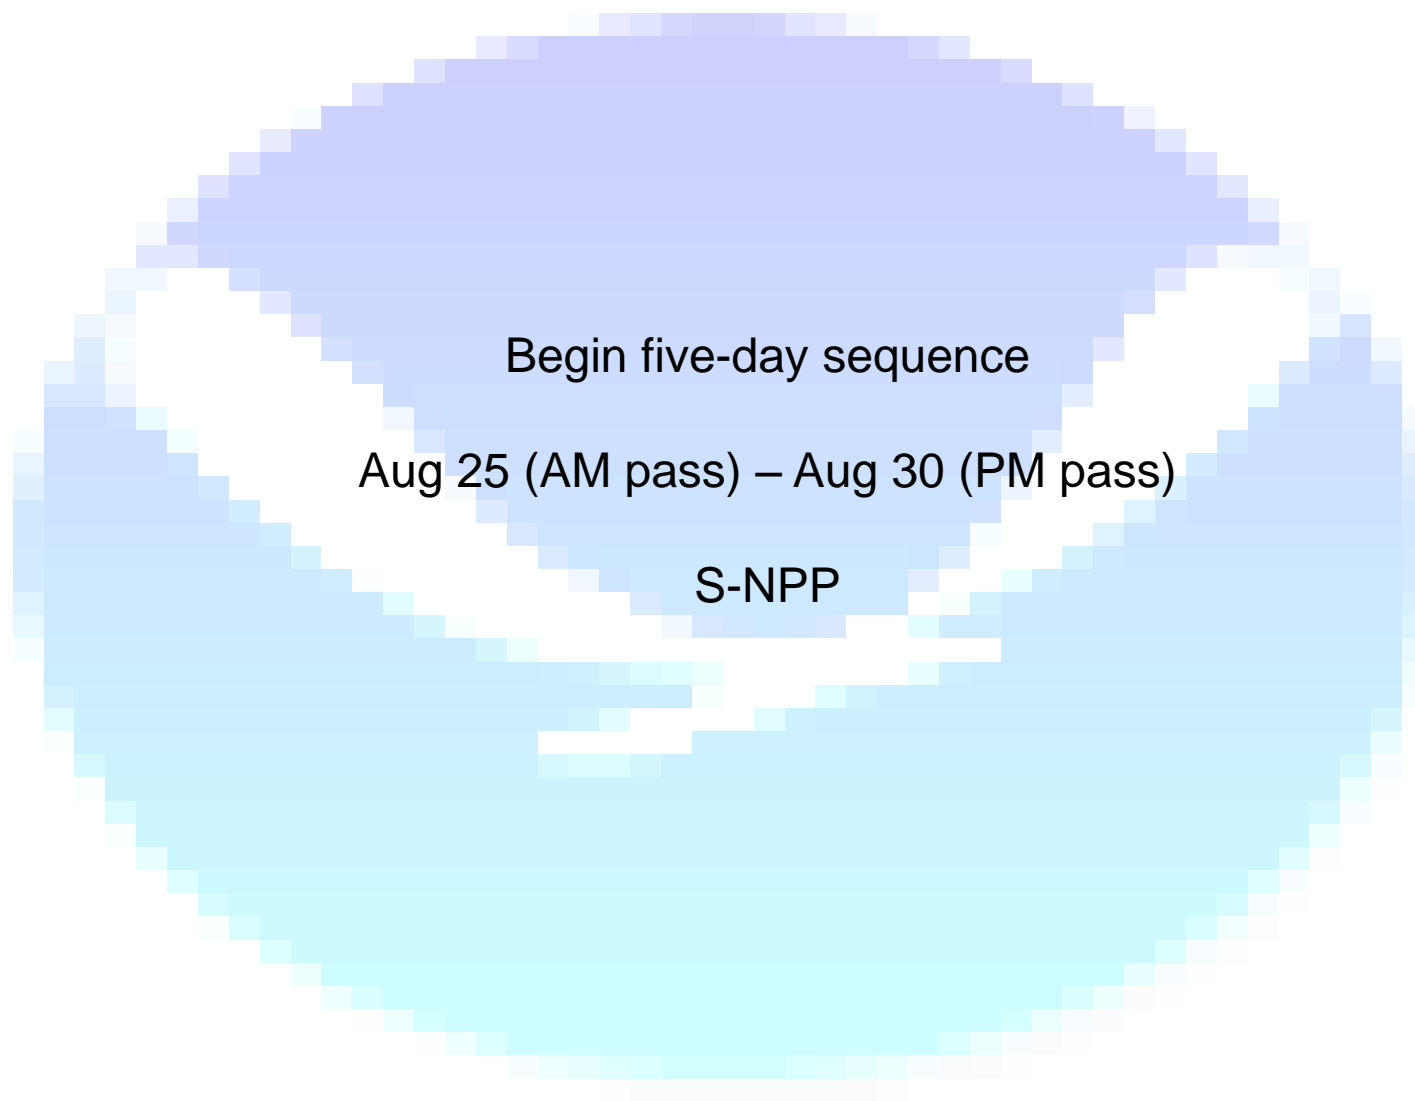 Begin five-day sequence
Aug 25 (AM pass) – Aug 30 (PM pass)
S-NPP